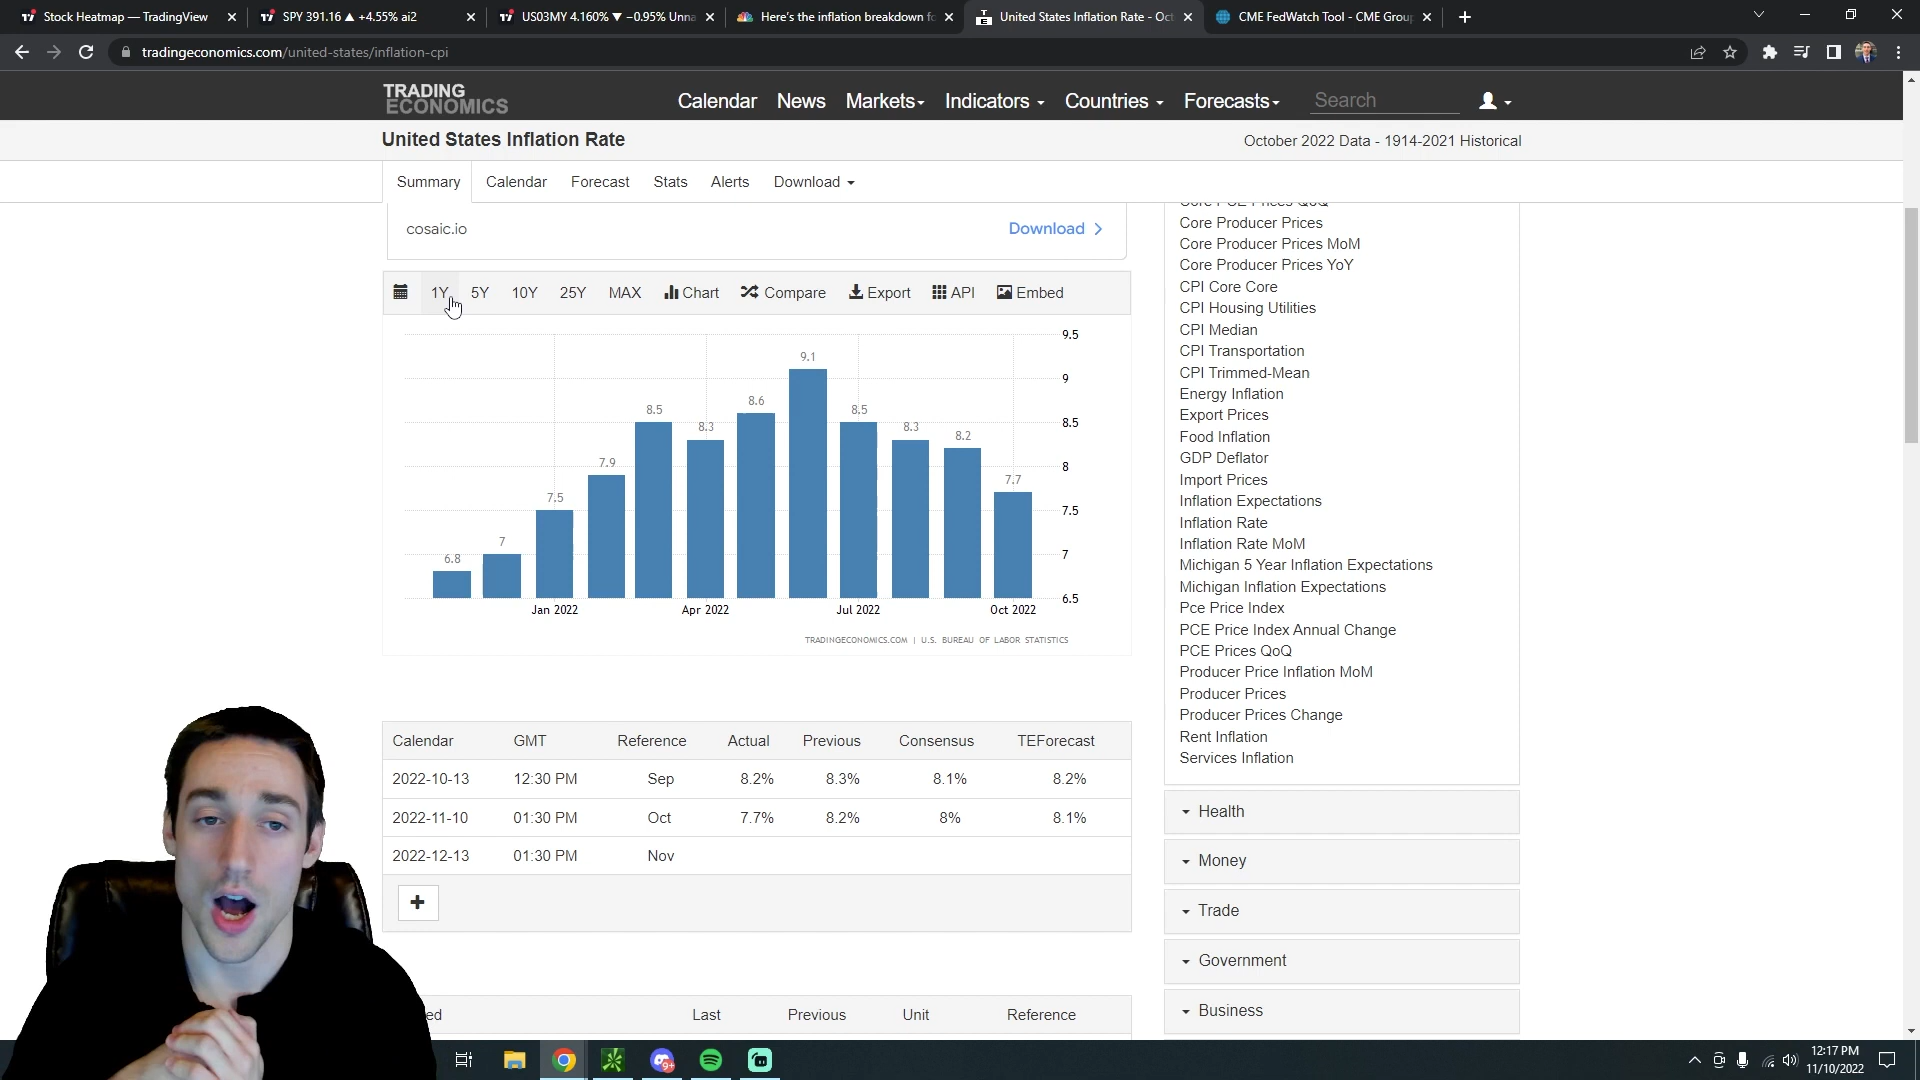 Stock Heatmap — TradingView
SPY 391.16 ▲ +4.55% ai2
US03MY 4.160% ▼ −0.95% Unna
Here's the inflation breakdown fo
United States Inflation Rate - Oct
CME FedWatch Tool - CME Group
tradingeconomics.com/united-states/inflation-cpi
TRADING
ECONOMICS
Calendar News Markets Indicators Countries Forecasts Search
United States Inflation Rate
October 2022 Data - 1914-2021 Historical
Summary Calendar Forecast Stats Alerts Download
cosaic.io
Download
1Y 5Y 10Y 25Y MAX Chart Compare Export API Embed
9.5
9
8.5
8
7.5
7
6.5
6.8 7 7.5 7.9 8.5 8.3 8.6 9.1 8.5 8.3 8.2 7.7
Jan 2022 Apr 2022 Jul 2022 Oct 2022
TRADINGECONOMICS.COM | U.S. BUREAU OF LABOR STATISTICS
Calendar GMT Reference Actual Previous Consensus TEForecast
2022-10-13 12:30 PM Sep 8.2% 8.3% 8.1% 8.2%
2022-11-10 01:30 PM Oct 7.7% 8.2% 8% 8.1%
2022-12-13 01:30 PM Nov
ed Last Previous Unit Reference
Core PCE Prices QoQ
Core Producer Prices
Core Producer Prices MoM
Core Producer Prices YoY
CPI Core Core
CPI Housing Utilities
CPI Median
CPI Transportation
CPI Trimmed-Mean
Energy Inflation
Export Prices
Food Inflation
GDP Deflator
Import Prices
Inflation Expectations
Inflation Rate
Inflation Rate MoM
Michigan 5 Year Inflation Expectations
Michigan Inflation Expectations
Pce Price Index
PCE Price Index Annual Change
PCE Prices QoQ
Producer Price Inflation MoM
Producer Prices
Producer Prices Change
Rent Inflation
Services Inflation
Health
Money
Trade
Government
Business
12:17 PM
11/10/2022